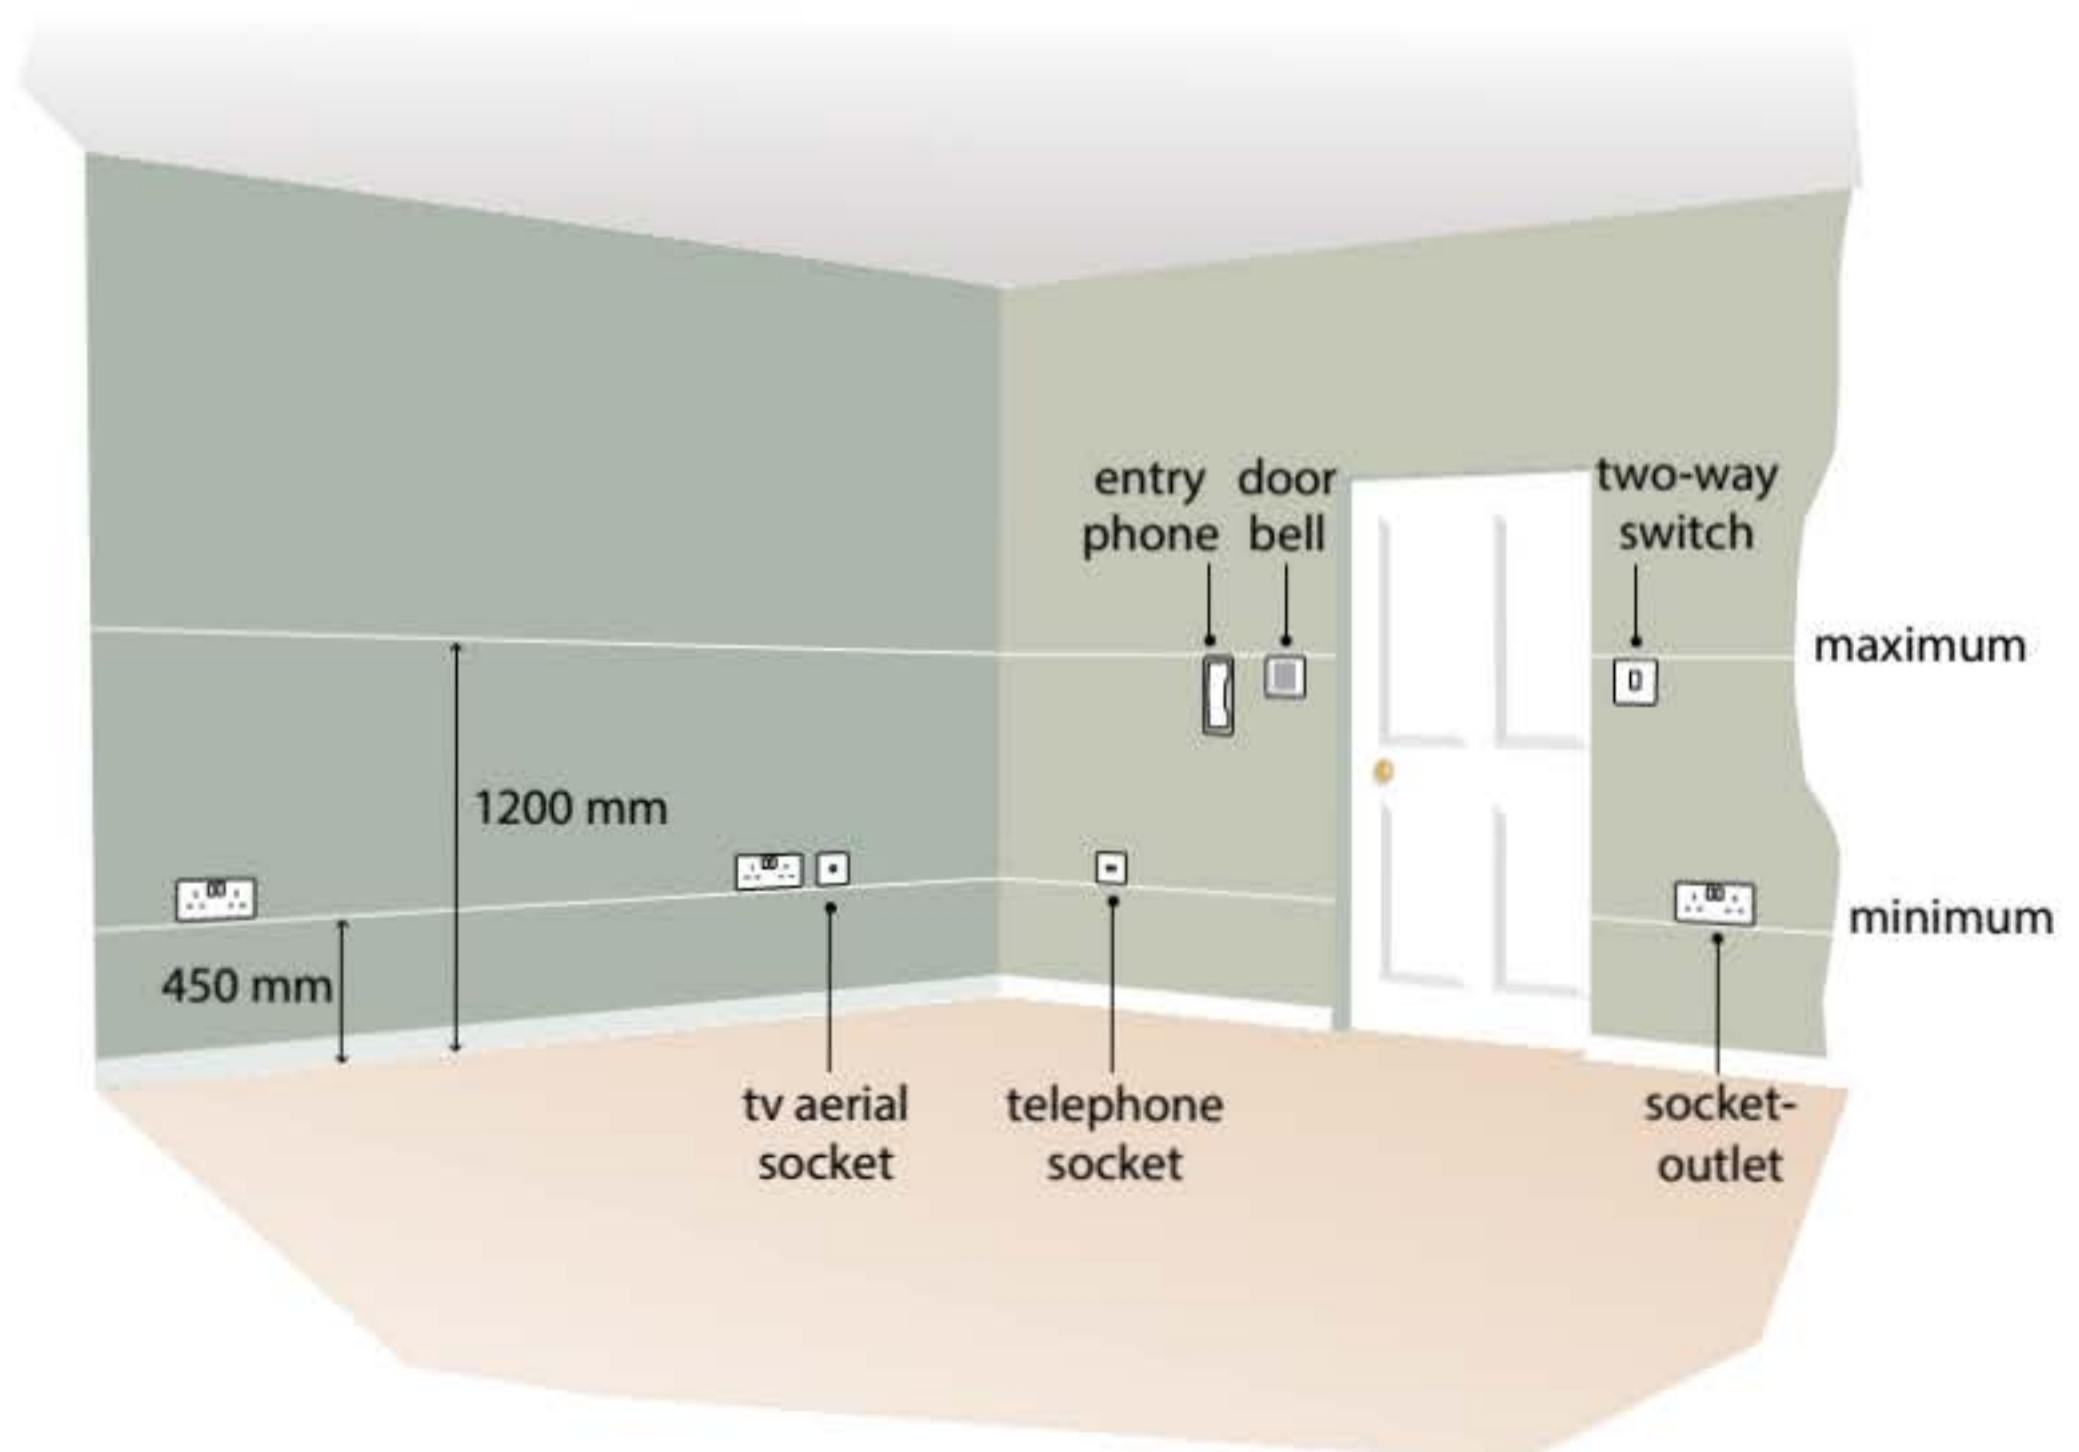 entry
phone
door
bell
two-way
switch
maximum
1200 mm
minimum
450 mm
tv aerial
socket
telephone
socket
socket-
outlet